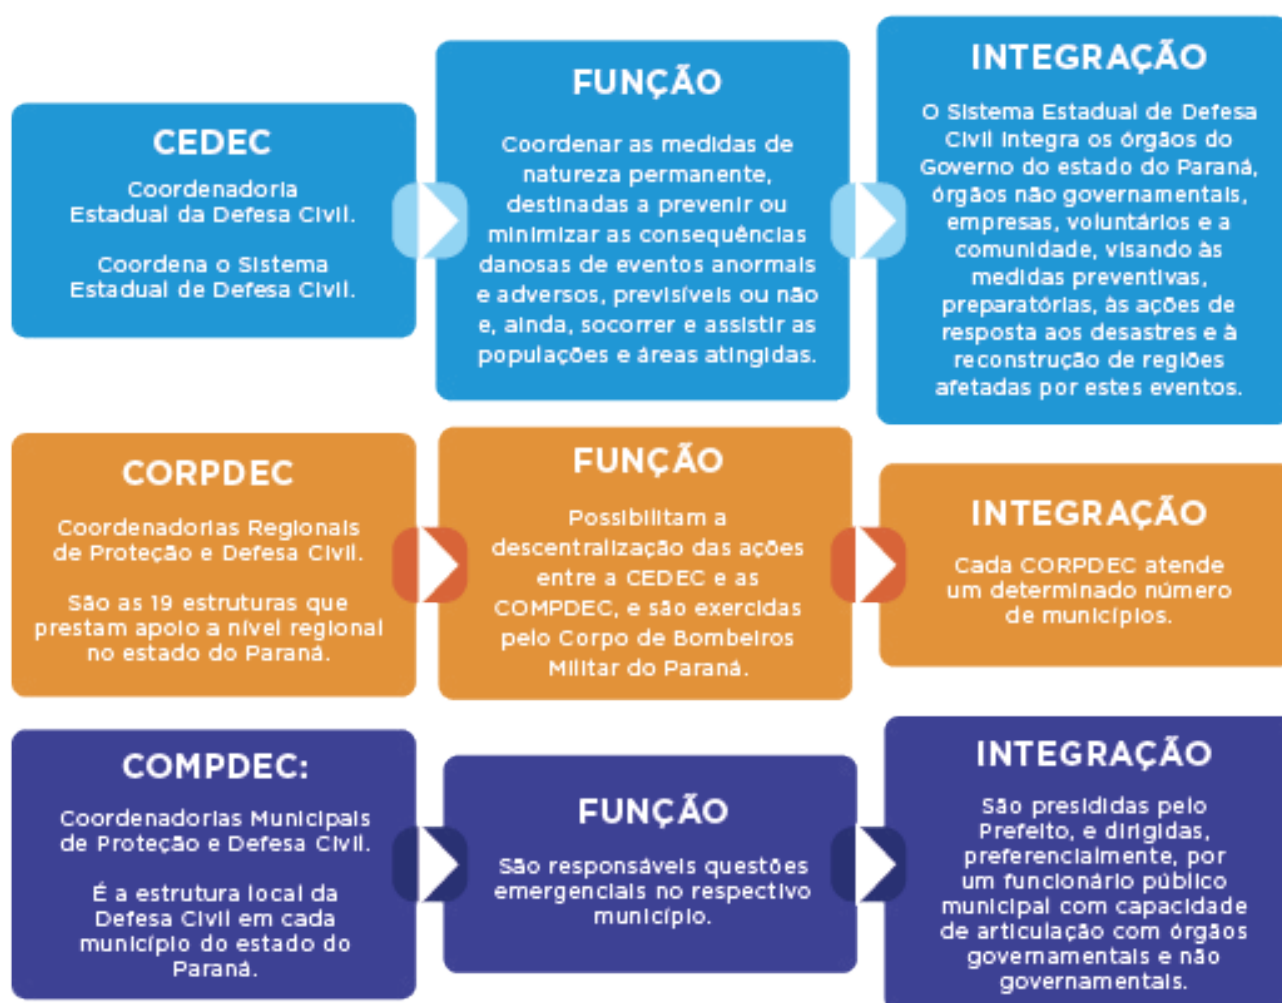 CEDEC
Coordenadoria
Estadual da Defesa Civil.
Coordena o Sistema
Estadual de Defesa Civil.
FUNÇÃO
Coordenar as medidas de
natureza permanente,
destinadas a prevenir ou
minimizar as consequências
danosas de eventos anormais
e adversos, previsíveis ou não
e, ainda, socorrer e assistir as
populações e áreas atingidas.
INTEGRAÇÃO
O Sistema Estadual de Defesa
Civil integra os órgãos do
Governo do estado do Paraná,
órgãos não governamentais,
empresas, voluntários e a
comunidade, visando às
medidas preventivas,
preparatórias, às ações de
resposta aos desastres e à
reconstrução de regiões
afetadas por estes eventos.
CORPDEC
Coordenadorias Regionais
de Proteção e Defesa Civil.
São as 19 estruturas que
prestam apoio a nível regional
no estado do Paraná.
FUNÇÃO
Possibilitam a
descentralização das ações
entre a CEDEC e as
COMPDEC, e são exercidas
pelo Corpo de Bombeiros
Militar do Paraná.
INTEGRAÇÃO
Cada CORPDEC atende
um determinado número
de municípios.
COMPDEC:
Coordenadorias Municipais
de Proteção e Defesa Civil.
É a estrutura local da
Defesa Civil em cada
município do estado do
Paraná.
FUNÇÃO
São responsáveis questões
emergenciais no respectivo
município.
INTEGRAÇÃO
São presididas pelo
Prefeito, e dirigidas,
preferencialmente, por
um funcionário público
municipal com capacidade
de articulação com órgãos
governamentais e não
governamentais.